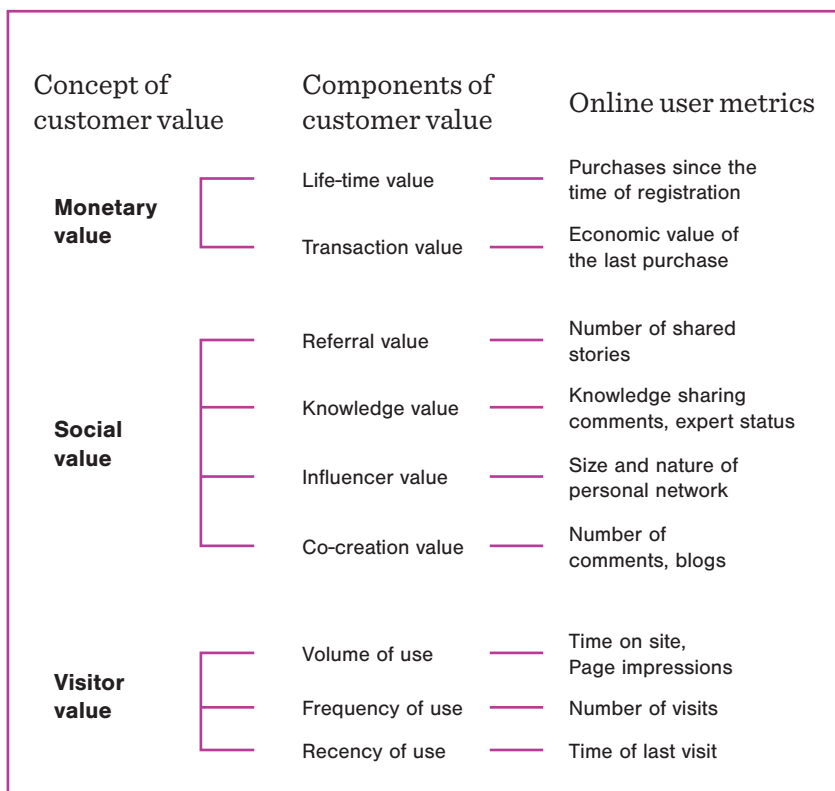 Concept of
customer value
Components of
customer value
Online user metrics
Monetary
value
Life-time value
Purchases since the
time of registration
Transaction value
Economic value of
the last purchase
Social
value
Referral value
Number of shared
stories
Knowledge value
Knowledge sharing
comments, expert status
Influencer value
Size and nature of
personal network
Co-creation value
Number of
comments, blogs
Visitor
value
Volume of use
Time on site,
Page impressions
Frequency of use
Number of visits
Recency of use
Time of last visit